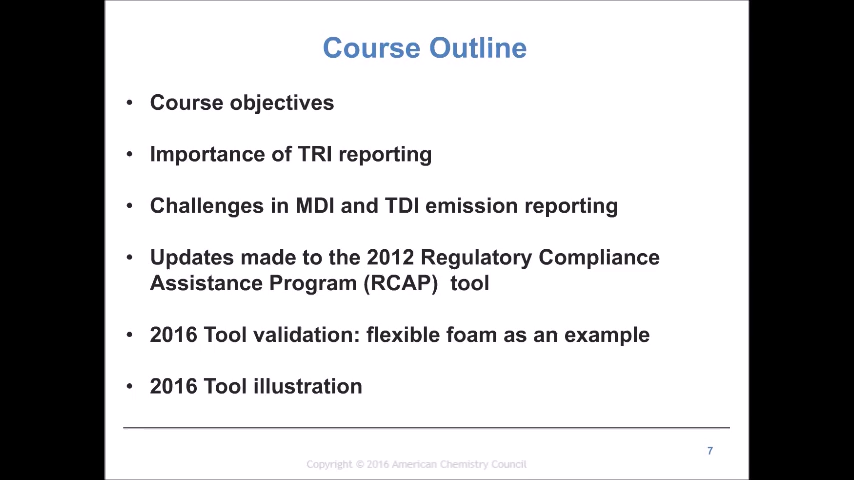 Course Outline
• Course objectives
• Importance of TRI reporting
• Challenges in MDI and TDI emission reporting
• Updates made to the 2012 Regulatory Compliance
Assistance Program (RCAP) tool
• 2016 Tool validation: flexible foam as an example
• 2016 Tool illustration
7
Copyright © 2016 American Chemistry Council